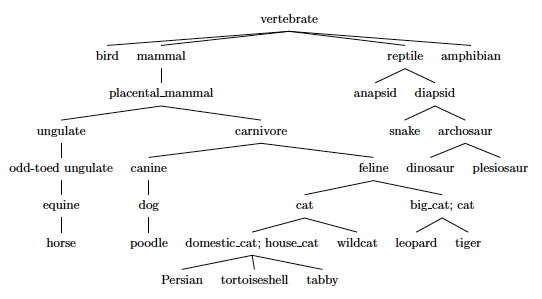 vertebrate
bird mammal reptile amphibian
placental_mammal anapsid diapsid
ungulate carnivore snake archosaur
odd-toed ungulate canine feline dinosaur plesiosaur
equine dog cat big_cat; cat
horse poodle domestic_cat; house_cat wildcat leopard tiger
Persian tortoiseshell tabby